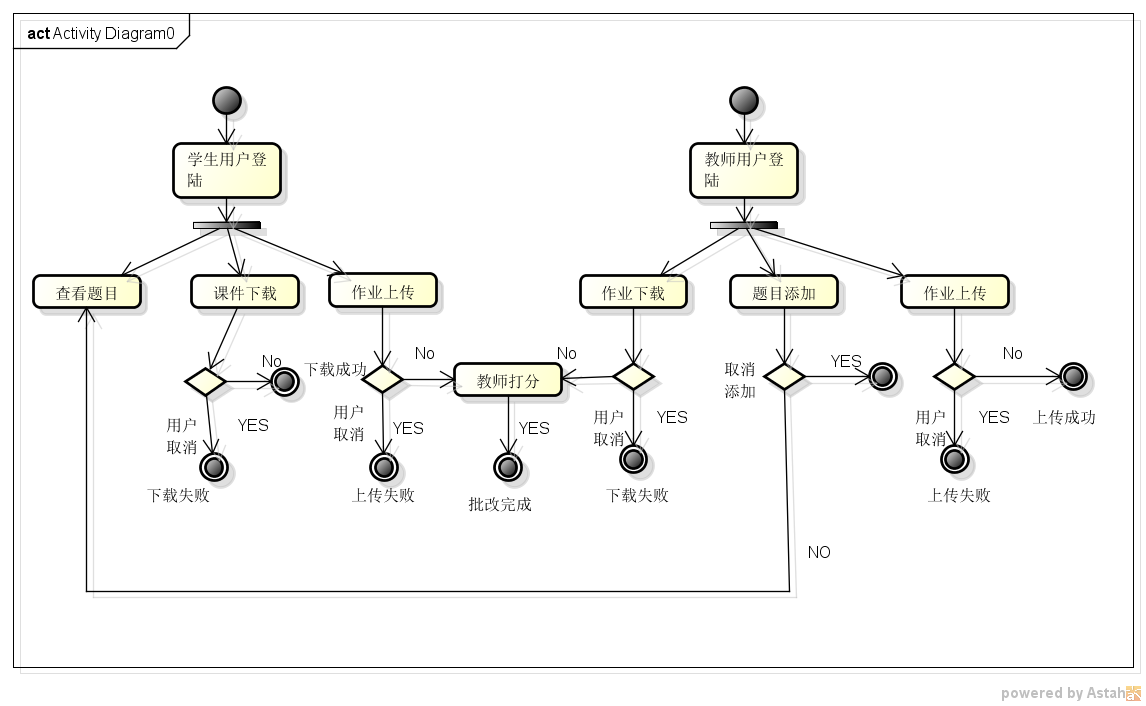 act Activity Diagram0
学生用户登
陆
教师用户登
陆
查看题目
课件下载
作业上传
作业下载
题目添加
作业上传
No
下载成功
No
教师打分
No
取消
添加
YES
No
用户
取消
YES
用户
取消
YES
YES
用户
取消
YES
用户
取消
YES
上传成功
下载失败
上传失败
批改完成
下载失败
上传失败
NO
powered by Astah